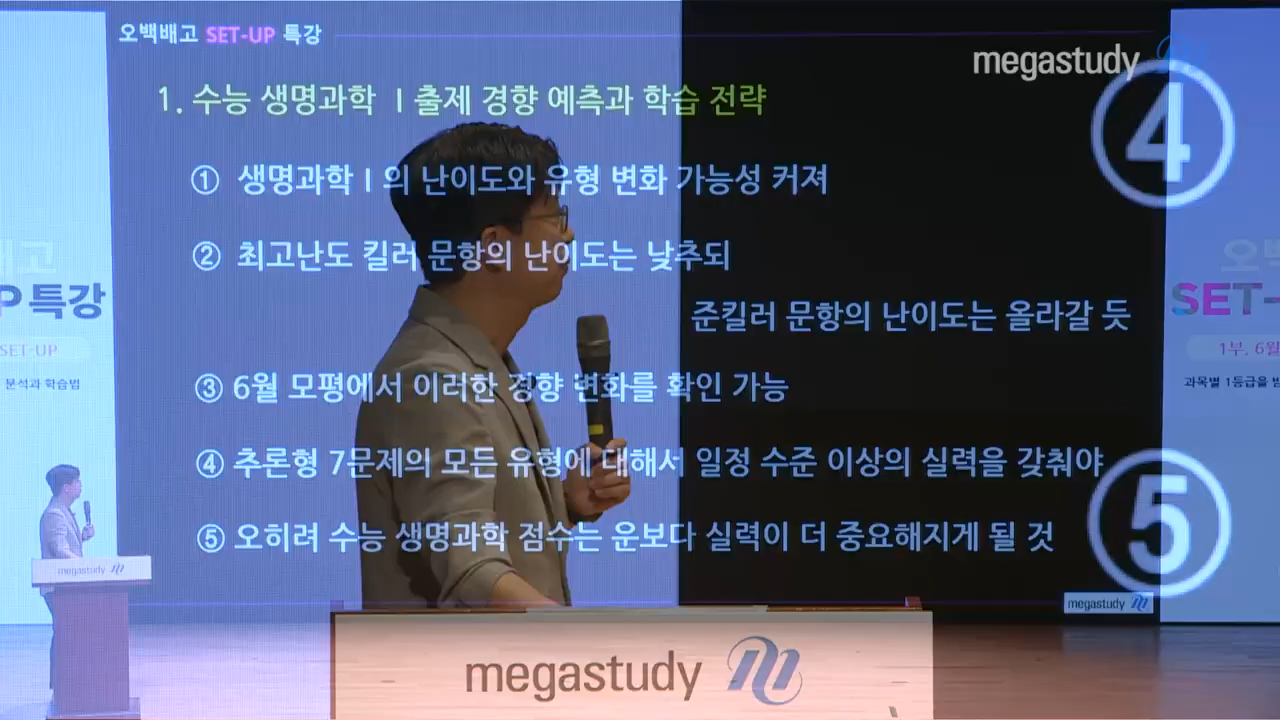 오백배고 SET-UP 특강
megastudy
1. 수능 생명과학 Ⅰ 출제 경향 예측과 학습 전략
① 생명과학Ⅰ의 난이도와 유형 변화 가능성 커져
② 최고난도 킬러 문항의 난이도는 낮추되
준킬러 문항의 난이도는 올라갈 듯
③ 6월 모평에서 이러한 경향 변화를 확인 가능
④ 추론형 7문제의 모든 유형에 대해서 일정 수준 이상의 실력을 갖춰야
⑤ 오히려 수능 생명과학 점수는 운보다 실력이 더 중요해지게 될 것
④
⑤
배고
P 특강
SET-UP
분석과 학습법
오백
SET-
1부. 6월
과목별 1등급을
megastudy
megastudy
megastudy